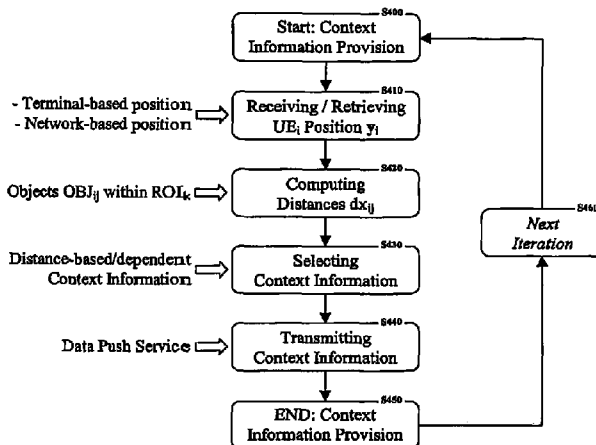 S400
Start: Context
Information Provision
S410
- Terminal-based position
- Network-based position
Receiving / Retrieving
UEi Position yi
S420
Objects OBJij within ROIk
Computing
Distances dxij
S460
Next
Iteration
S430
Distance-based/dependent
Context Information
Selecting
Context Information
S440
Data Push Service
Transmitting
Context Information
S450
END: Context
Information Provision